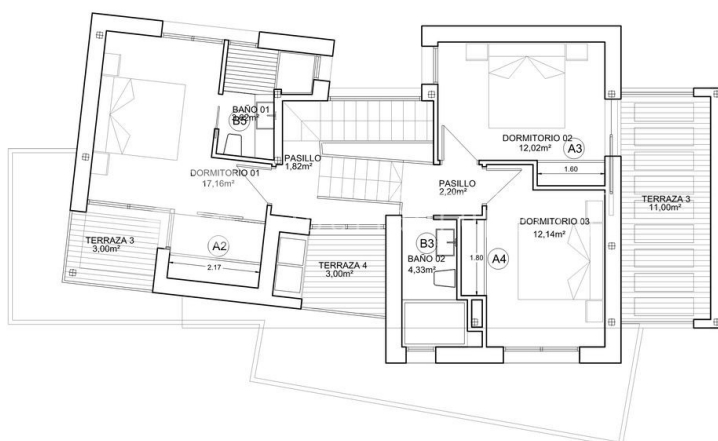 BAÑO 01
B5
PASILLO
1,82m²
DORMITORIO 01
17,16m²
DORMITORIO 02
12,02m²
A3
1.60
PASILLO
2,20m²
TERRAZA 3
11,00m²
DORMITORIO 03
12,14m²
TERRAZA 3
3,00m²
A2
2.17
TERRAZA 4
3,00m²
B3
BAÑO 02
4,33m²
1.80
A4